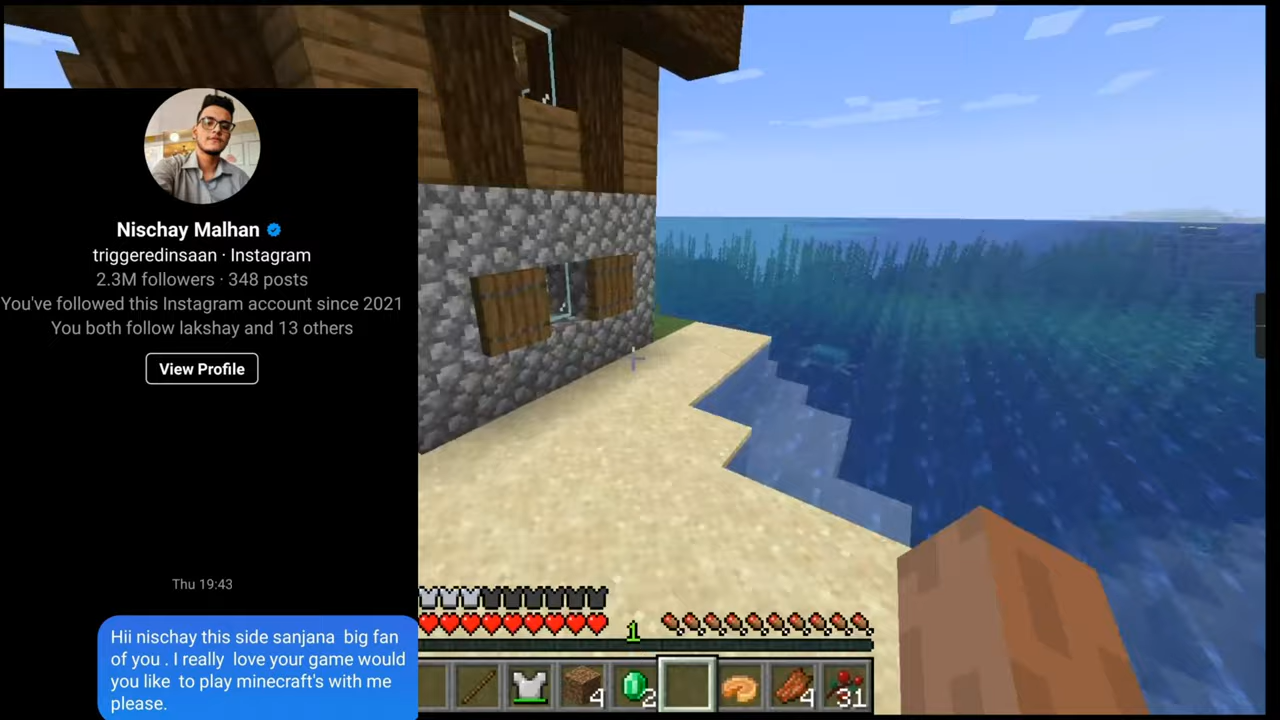 Nischay Malhan
triggeredinsaan · Instagram
2.3M followers · 348 posts
You've followed this Instagram account since 2021
You both follow lakshay and 13 others
View Profile
Thu 19:43
Hii nischay this side sanjana  big fan
of you . I really  love your game would
you like  to play minecraft's with me
please.
1
4
2
4
31